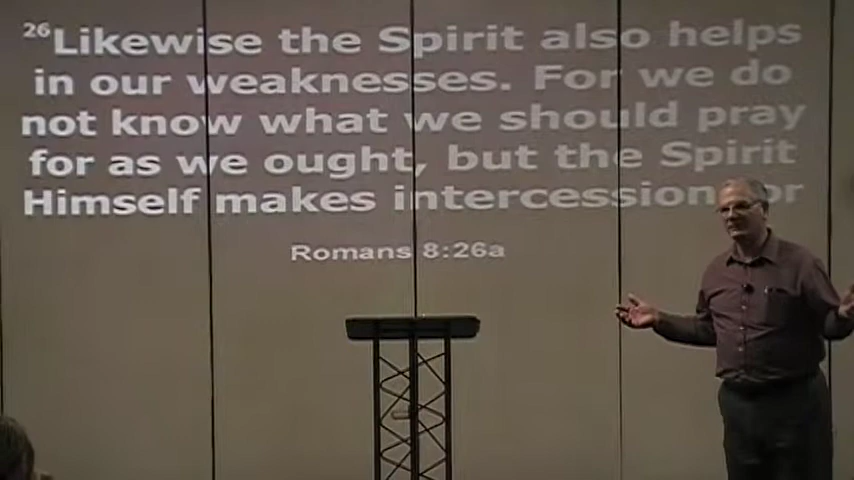 26Likewise the Spirit also helps
in our weaknesses. For we do
not know what we should pray
for as we ought, but the Spirit
Himself makes intercession for
Romans 8:26a